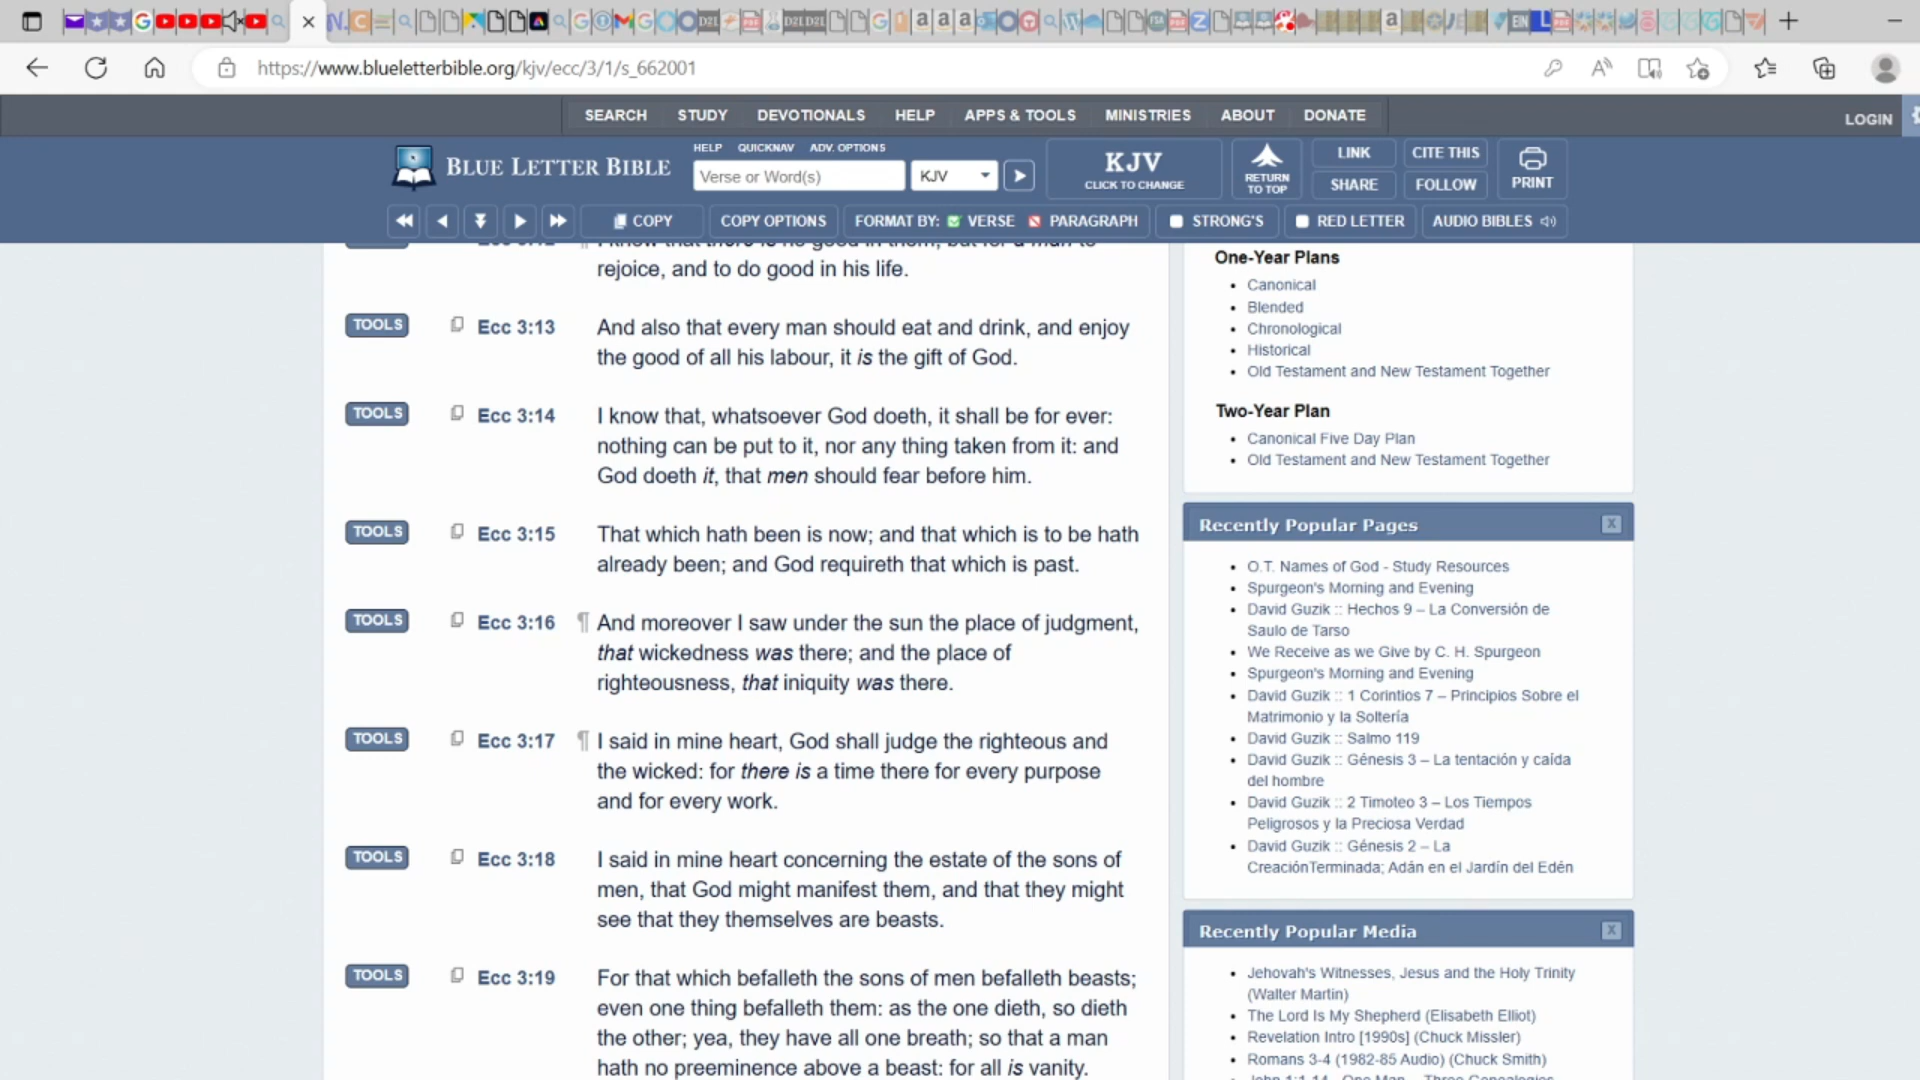 https://www.blueletterbible.org/kjv/ecc/3/1/s_662001
SEARCH STUDY DEVOTIONALS HELP APPS & TOOLS MINISTRIES ABOUT DONATE
LOGIN
BLUE LETTER BIBLE
HELP QUICKNAV ADV. OPTIONS
Verse or Word(s)
KJV
KJV
CLICK TO CHANGE
RETURN
TO TOP
LINK
CITE THIS
SHARE
FOLLOW
PRINT
COPY
COPY OPTIONS
FORMAT BY: VERSE PARAGRAPH
STRONG'S
RED LETTER
AUDIO BIBLES
rejoice, and to do good in his life.
TOOLS Ecc 3:13 And also that every man should eat and drink, and enjoy
the good of all his labour, it is the gift of God.
TOOLS Ecc 3:14 I know that, whatsoever God doeth, it shall be for ever:
nothing can be put to it, nor any thing taken from it: and
God doeth it, that men should fear before him.
TOOLS Ecc 3:15 That which hath been is now; and that which is to be hath
already been; and God requireth that which is past.
TOOLS Ecc 3:16 ¶ And moreover I saw under the sun the place of judgment,
that wickedness was there; and the place of
righteousness, that iniquity was there.
TOOLS Ecc 3:17 ¶ I said in mine heart, God shall judge the righteous and
the wicked: for there is a time there for every purpose
and for every work.
TOOLS Ecc 3:18 I said in mine heart concerning the estate of the sons of
men, that God might manifest them, and that they might
see that they themselves are beasts.
TOOLS Ecc 3:19 For that which befalleth the sons of men befalleth beasts;
even one thing befalleth them: as the one dieth, so dieth
the other; yea, they have all one breath; so that a man
hath no preeminence above a beast: for all is vanity.
One-Year Plans
• Canonical
• Blended
• Chronological
• Historical
• Old Testament and New Testament Together
Two-Year Plan
• Canonical Five Day Plan
• Old Testament and New Testament Together
Recently Popular Pages X
• O.T. Names of God - Study Resources
• Spurgeon's Morning and Evening
• David Guzik :: Hechos 9 – La Conversión de
Saulo de Tarso
• We Receive as we Give by C. H. Spurgeon
• Spurgeon's Morning and Evening
• David Guzik :: 1 Corintios 7 – Principios Sobre el
Matrimonio y la Soltería
• David Guzik :: Salmo 119
• David Guzik :: Génesis 3 – La tentación y caída
del hombre
• David Guzik :: 2 Timoteo 3 – Los Tiempos
Peligrosos y la Preciosa Verdad
• David Guzik :: Génesis 2 – La
CreaciónTerminada; Adán en el Jardín del Edén
Recently Popular Media X
• Jehovah's Witnesses, Jesus and the Holy Trinity
(Walter Martin)
• The Lord Is My Shepherd (Elisabeth Elliot)
• Revelation Intro [1990s] (Chuck Missler)
• Romans 3-4 (1982-85 Audio) (Chuck Smith)